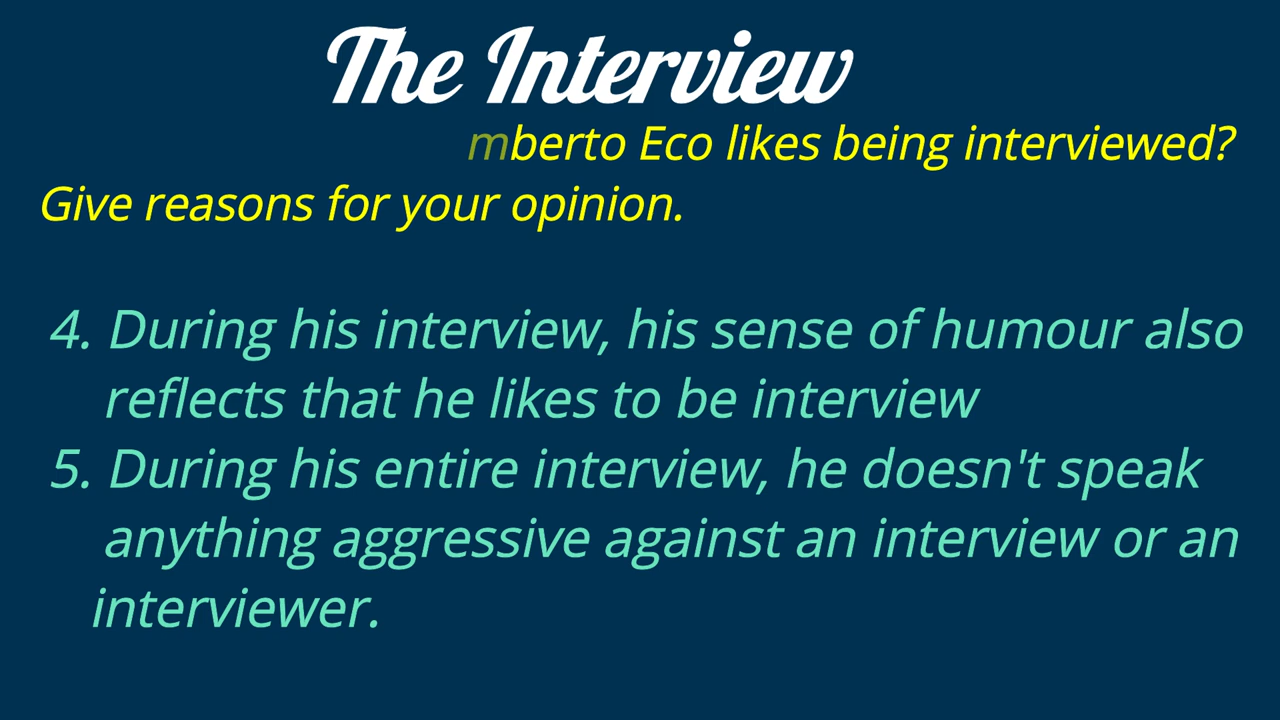 The Interview
mberto Eco likes being interviewed?
Give reasons for your opinion.
4. During his interview, his sense of humour also
reflects that he likes to be interview
5. During his entire interview, he doesn't speak
anything aggressive against an interview or an
interviewer.